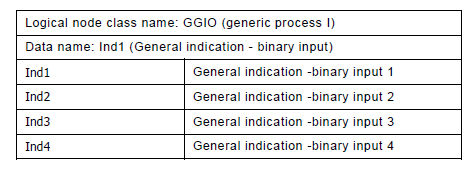 Logical node class name: GGIO (generic process I)
Data name: Ind1 (General indication - binary input)
Ind1 General indication -binary input 1
Ind2 General indication -binary input 2
Ind3 General indication -binary input 3
Ind4 General indication -binary input 4